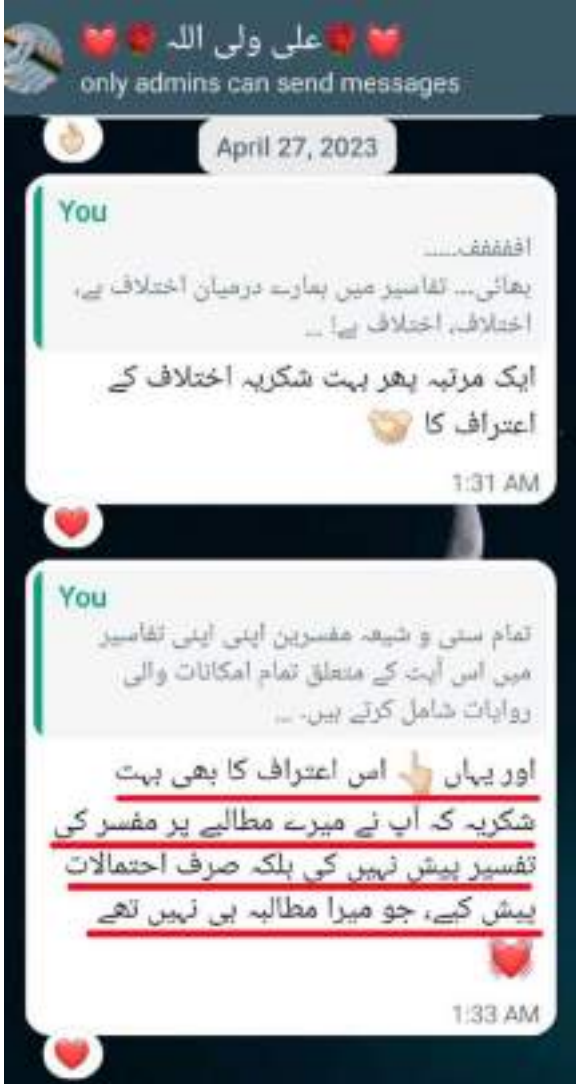 علی ولی اللہ
only admins can send messages
April 27, 2023
You
افففففف.....
بھائی... تفاسیر میں ہمارے درمیان اختلاف ہے،
اختلاف، اختلاف ہے! ...
ایک مرتبہ پھر بہت شکریہ اختلاف کے
اعتراف کا
1:31 AM
You
تمام سنی و شیعہ مفسرین اپنی اپنی تفاسیر
میں اس آیت کے متعلق تمام امکانات والی
روایات شامل کرتے ہیں۔ ...
اور یہاں اس اعتراف کا بھی بہت
شکریہ کہ آپ نے میرے مطالبے پر مفسر کی
تفسیر پیش نہیں کی بلکہ صرف احتمالات
پیش کیے، جو میرا مطالبہ ہی نہیں تھے
1:33 AM